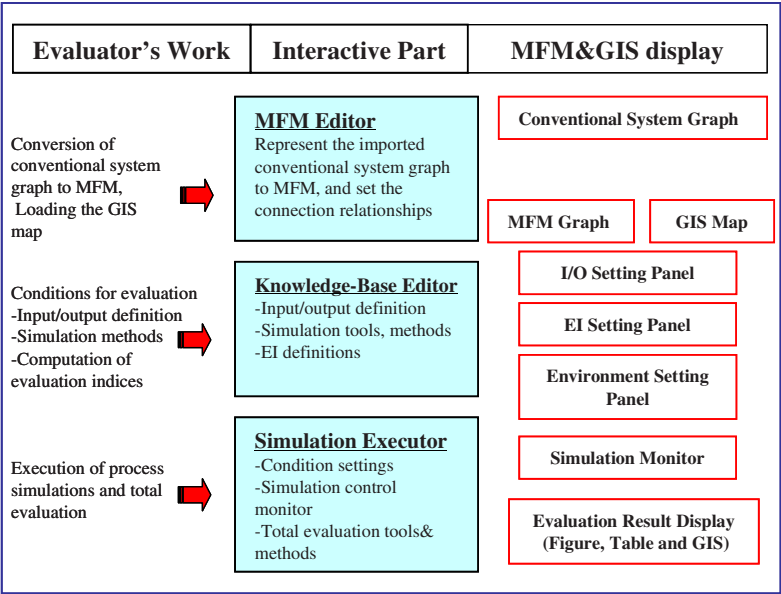 Evaluator's Work
Interactive Part
MFM&GIS display
Conversion of
conventional system
graph to MFM,
Loading the GIS
map
MFM Editor
Represent the imported
conventional system graph
to MFM, and set the
connection relationships
Conventional System Graph
MFM Graph
GIS Map
Conditions for evaluation
-Input/output definition
-Simulation methods
-Computation of
evaluation indices
Knowledge-Base Editor
-Input/output definition
-Simulation tools, methods
-EI definitions
I/O Setting Panel
EI Setting Panel
Environment Setting
Panel
Execution of process
simulations and total
evaluation
Simulation Executor
-Condition settings
-Simulation control
monitor
-Total evaluation tools&
methods
Simulation Monitor
Evaluation Result Display
(Figure, Table and GIS)